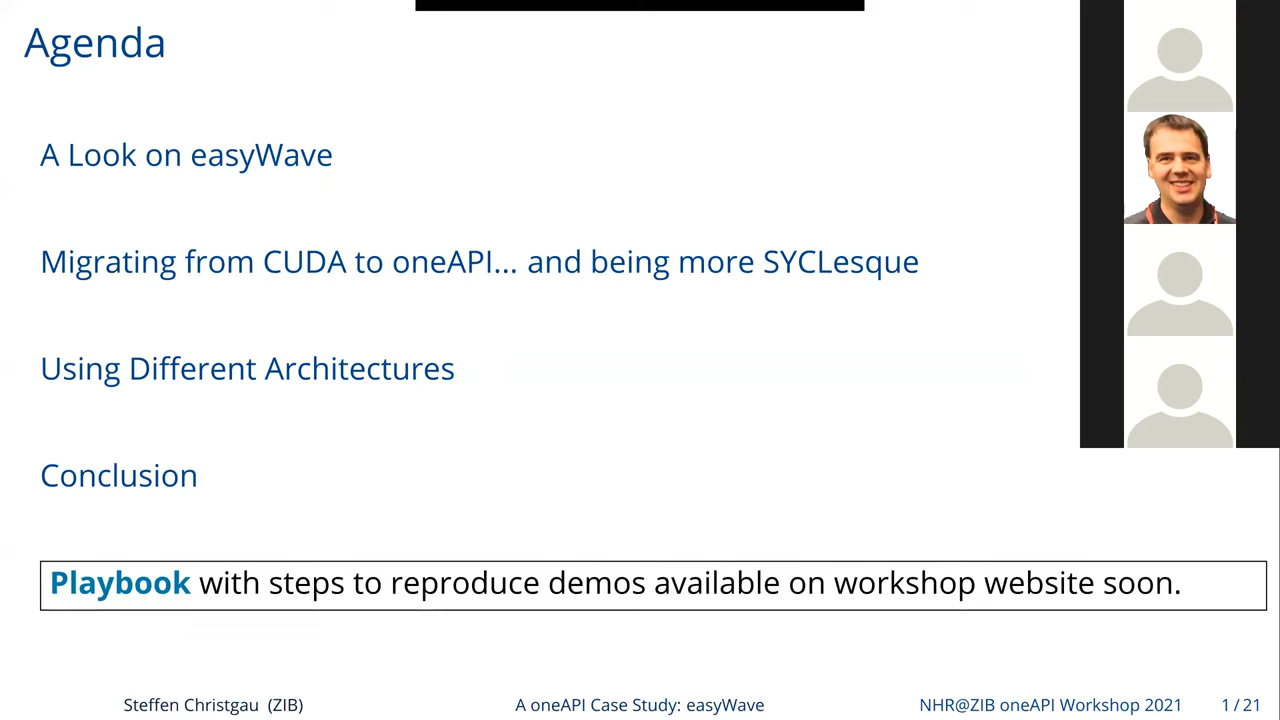 Agenda
A Look on easyWave
Migrating from CUDA to oneAPI... and being more SYCLesque
Using Different Architectures
Conclusion
Playbook with steps to reproduce demos available on workshop website soon.
Steffen Christgau (ZIB) A oneAPI Case Study: easyWave NHR@ZIB oneAPI Workshop 2021 1 / 21